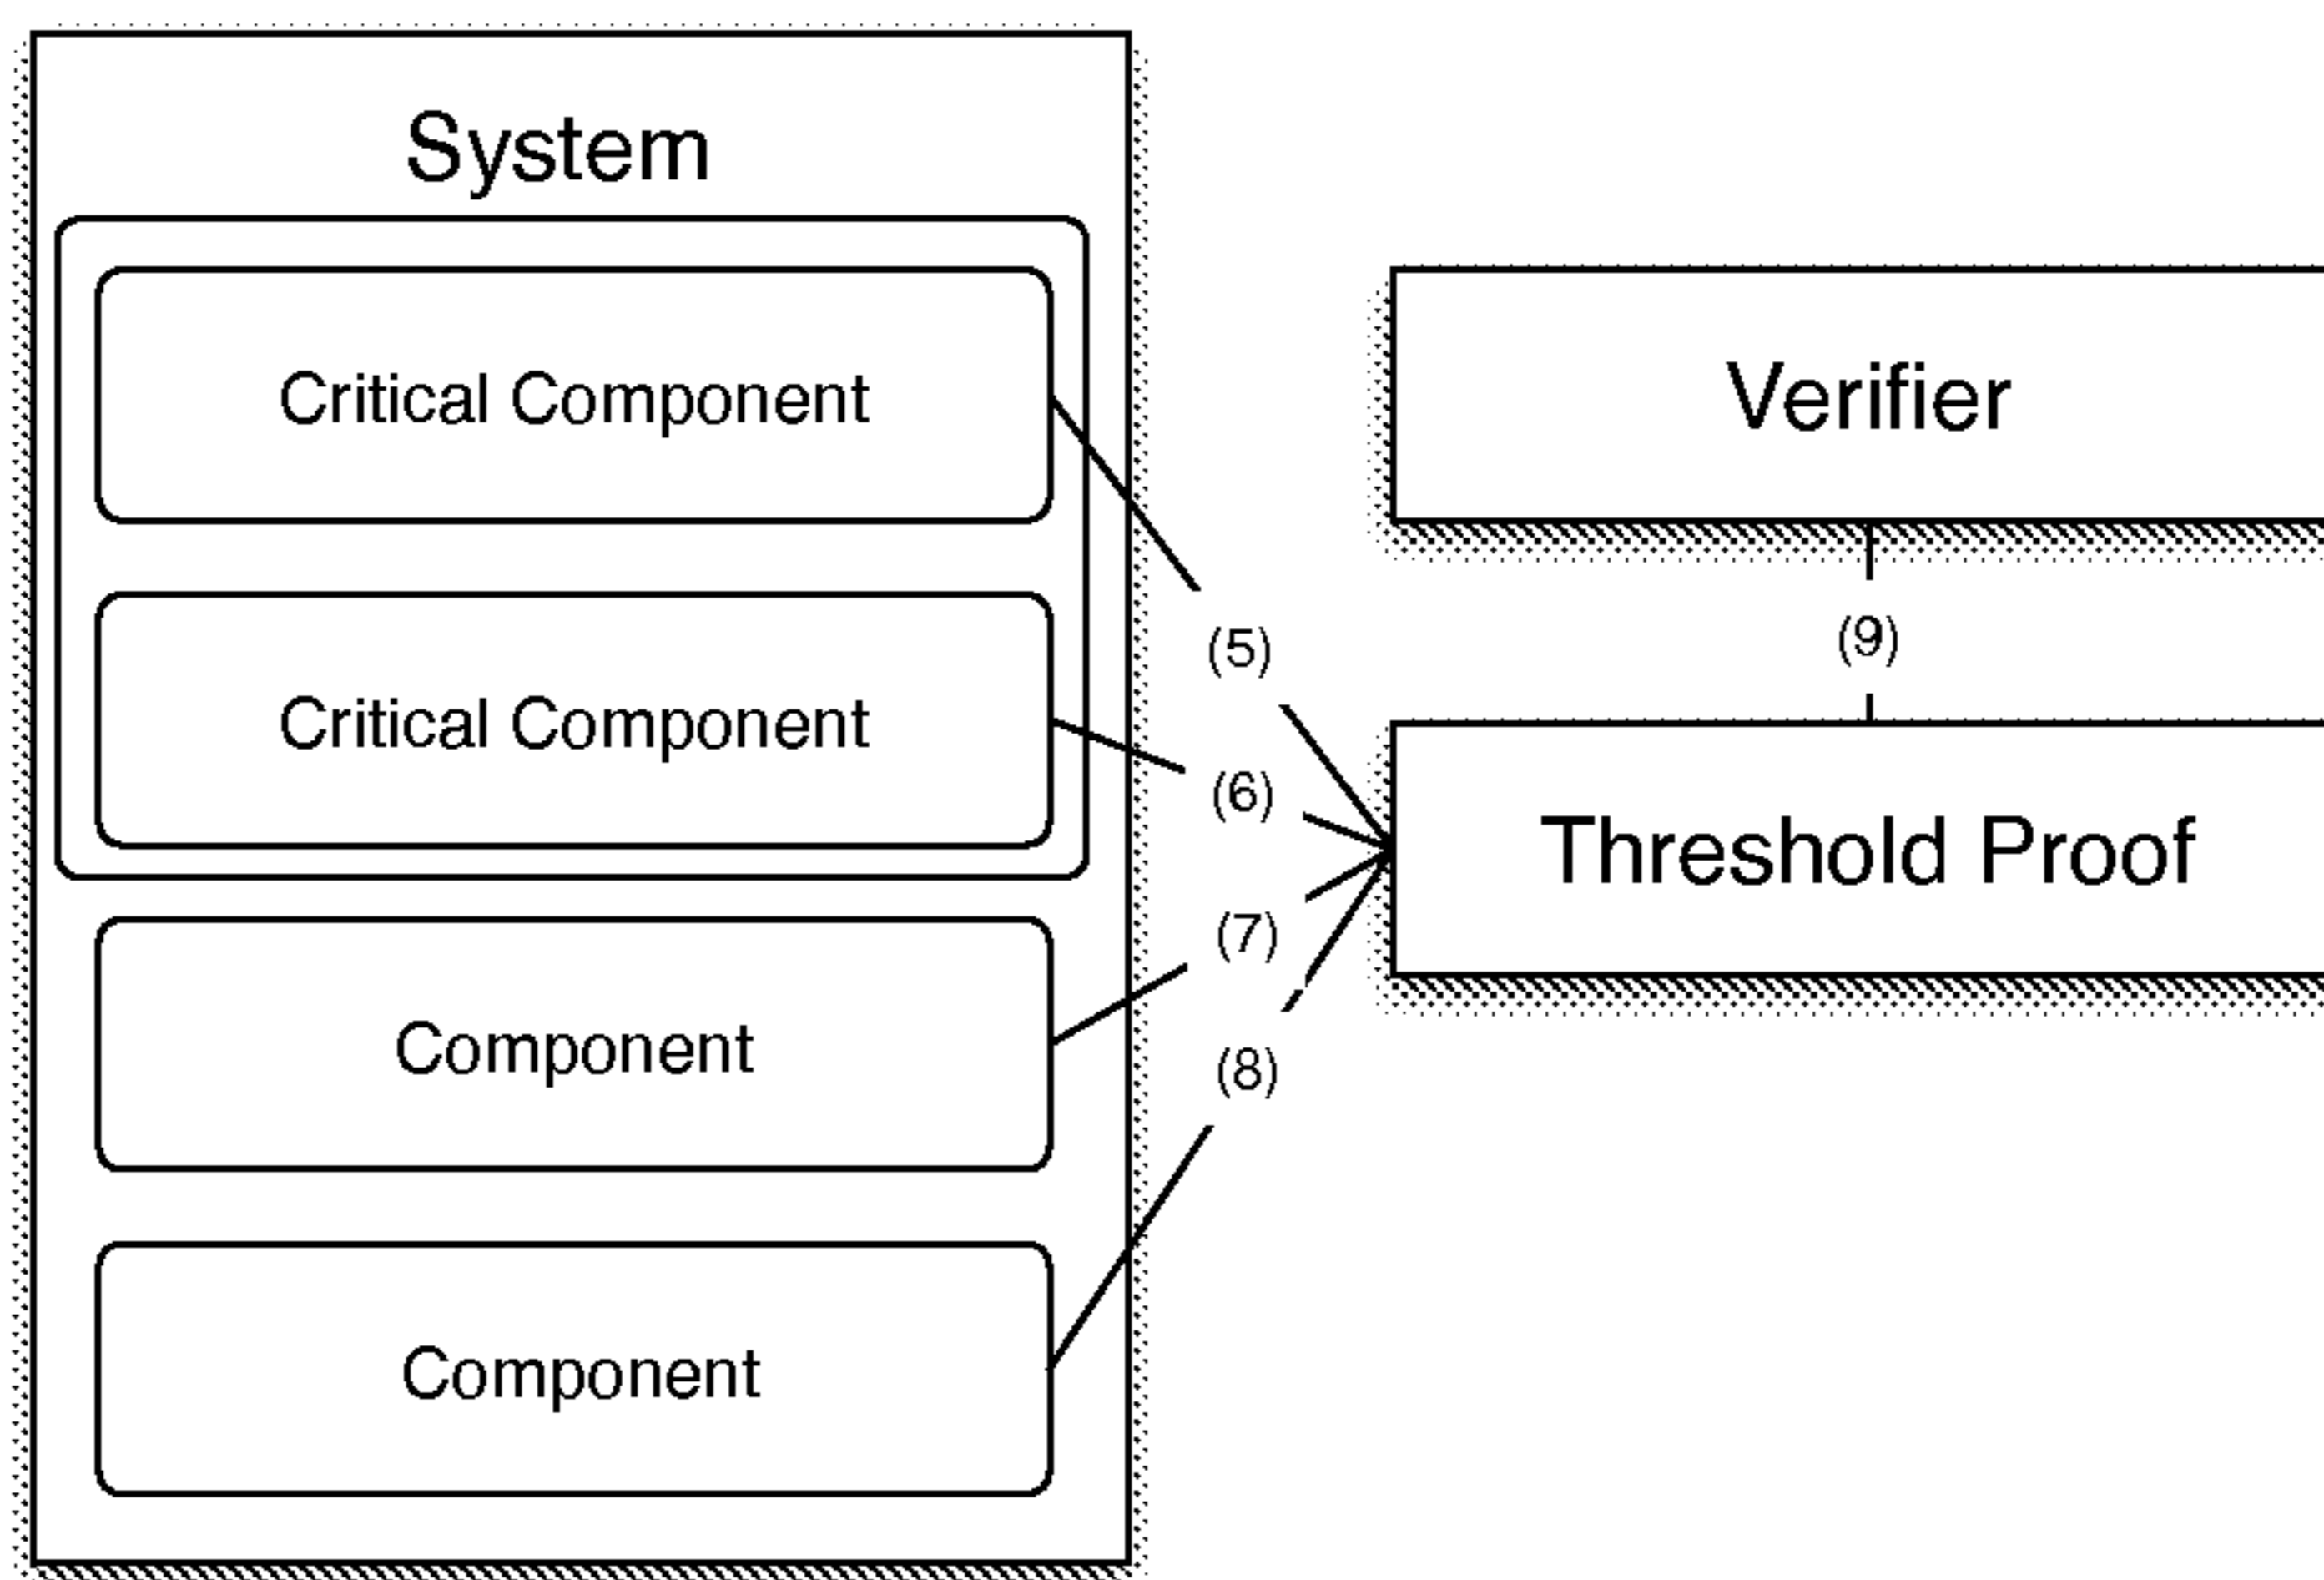 System
Critical Component
Critical Component
Component
Component
(5)
(6)
(7)
(8)
Verifier
(9)
Threshold Proof